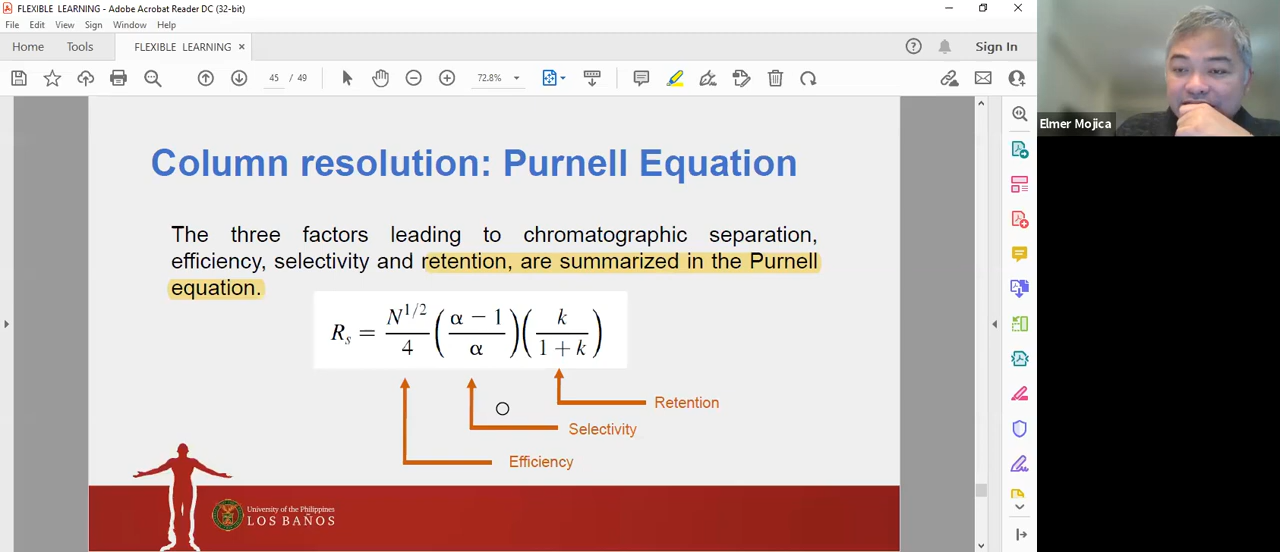 FLEXIBLE LEARNING - Adobe Acrobat Reader DC (32-bit)
File Edit View Sign Window Help
Home Tools FLEXIBLE LEARNING × Sign In
45 / 49 72.8%
Elmer Mojica
Column resolution: Purnell Equation
The three factors leading to chromatographic separation,
efficiency, selectivity and retention, are summarized in the Purnell
equation.
R_s = N^{1/2}/4 ((α − 1)/α)(k/(1 + k))
Retention
Selectivity
Efficiency
University of the Philippines
LOS BAÑOS